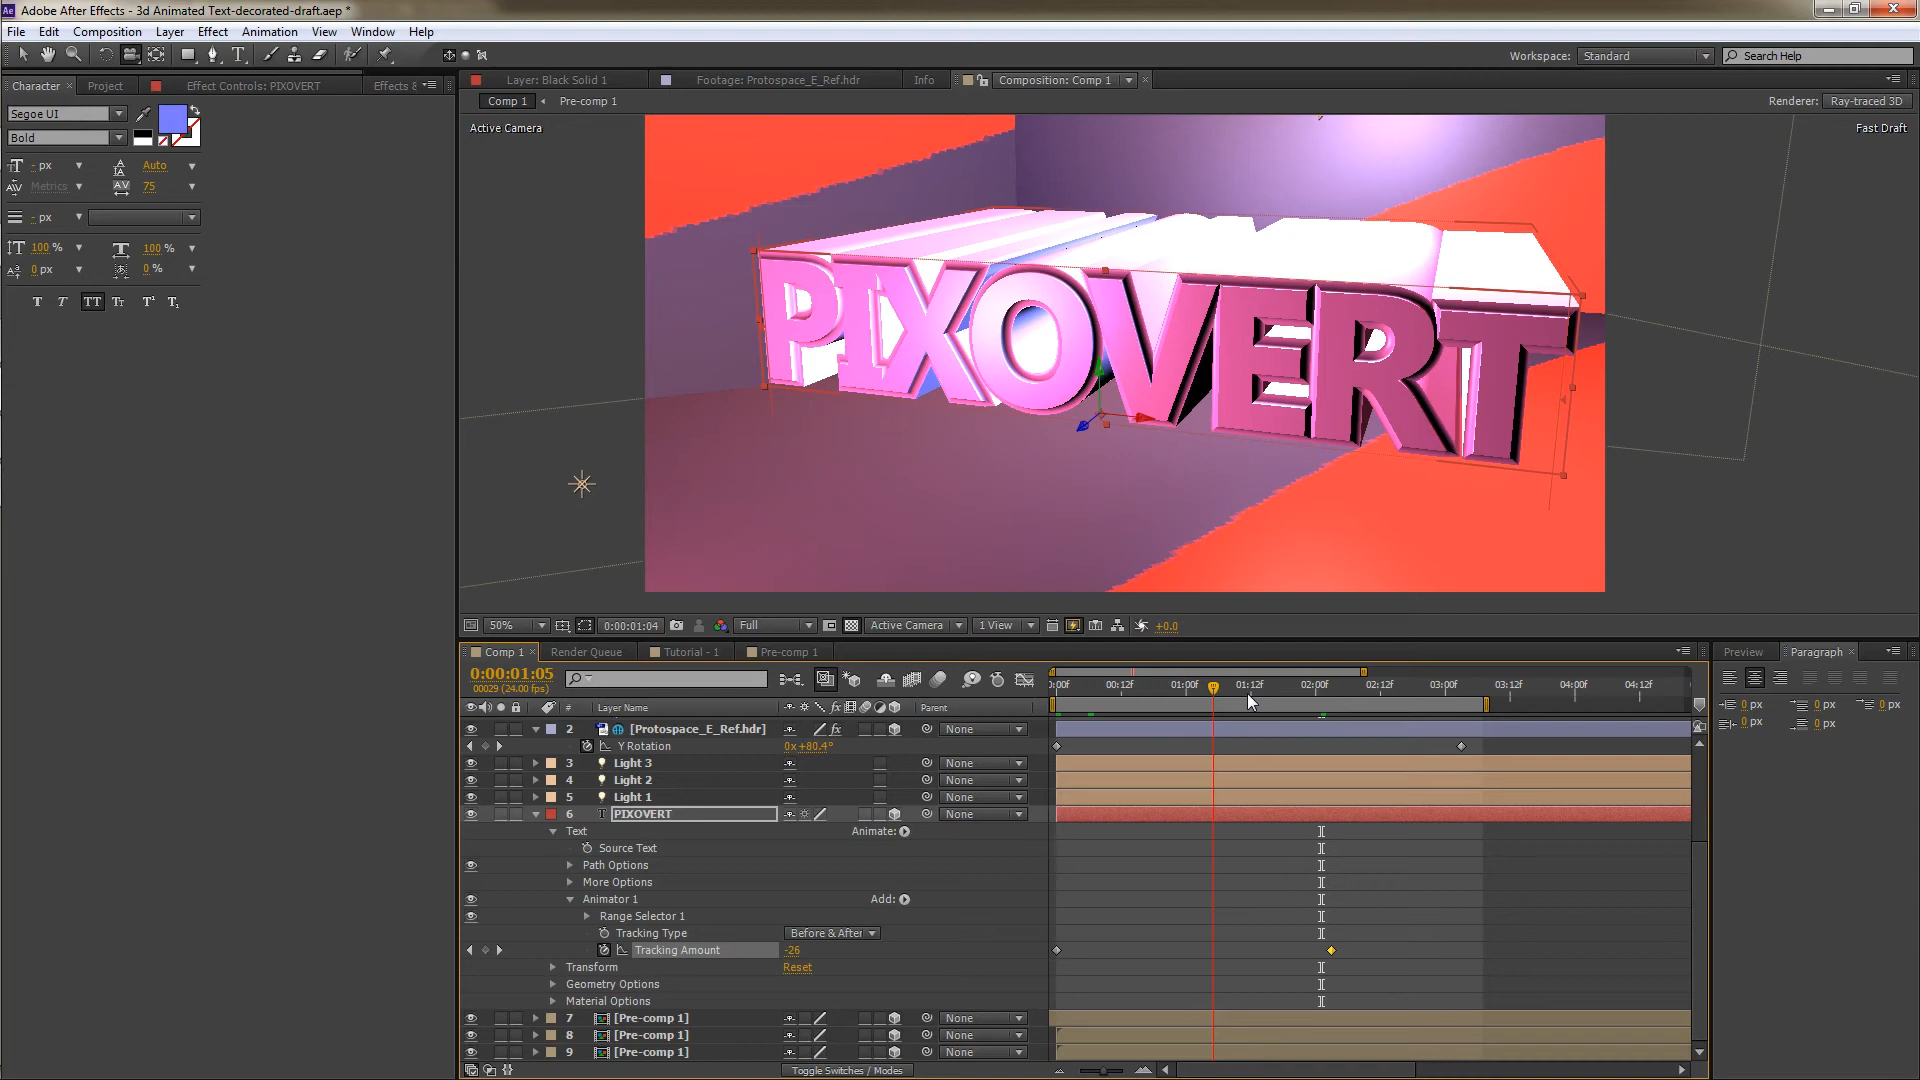 Adobe After Effects - 3d Animated Text-decorated-draft.aep *
File Edit Composition Layer Effect Animation View Window Help
Workspace: Standard Search Help
Character Project Effect Controls: PIXOVERT Effects &
Layer: Black Solid 1 Footage: Protospace_E_Ref.hdr Info Composition: Comp 1
Comp 1 Pre-comp 1
Renderer: Ray-traced 3D
Segoe UI
Bold
Active Camera
Fast Draft
- px Auto
Metrics 75
- px
100 % 100 %
0 px 0 %
T T TT Tt T¹ T₁
PIXOVERT
50% 0:00:01:04 Full Active Camera 1 View +0.0
Comp 1 Render Queue Tutorial - 1 Pre-comp 1
Preview Paragraph
0:00:01:05
00029 (24.00 fps)
):00f 00:12f 01:00f 01:12f 02:00f 02:12f 03:00f 03:12f 04:00f 04:12f
0 px 0 px 0 px
0 px 0 px
# Layer Name fx Parent
2 [Protospace_E_Ref.hdr] fx None
Y Rotation 0x+80.4°
3 Light 3 None
4 Light 2 None
5 Light 1 None
6 T PIXOVERT None
Text Animate:
Source Text
Path Options
More Options
Animator 1 Add:
Range Selector 1
Tracking Type Before & After
Tracking Amount -26
Transform Reset
Geometry Options
Material Options
7 [Pre-comp 1] None
8 [Pre-comp 1] None
9 [Pre-comp 1] None
Toggle Switches / Modes